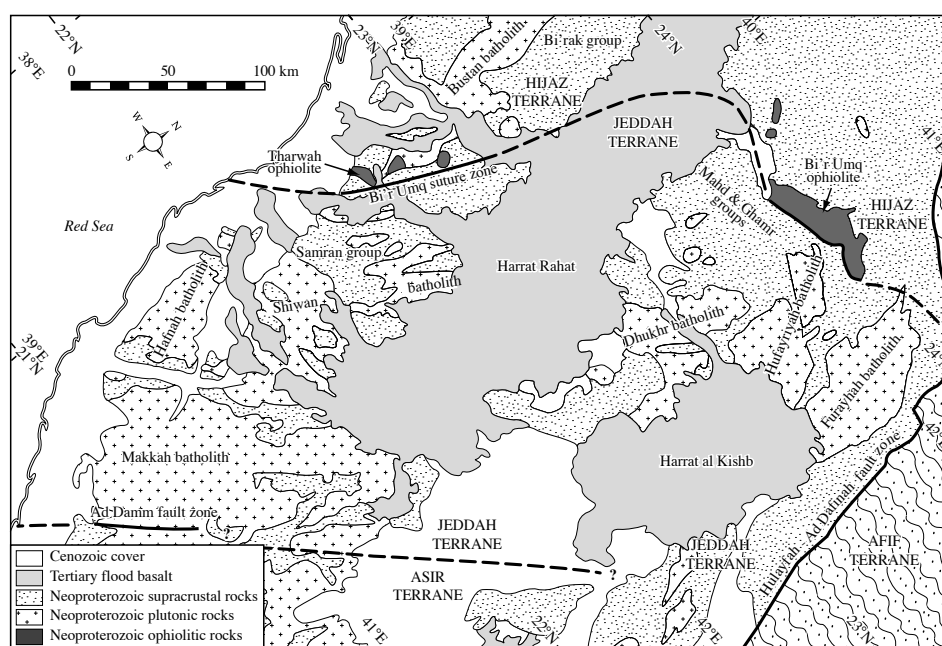 22°N
23°N
39°E
24°N
40°E
38°E
0 50 100 km
W
N
S
E
Bustan batholith
Bi`rak group
HIJAZ
TERRANE
JEDDAH
TERRANE
41°E
Tharwah
ophiolite
Bi`r Umq suture zone
Bi`r Umq
ophiolite
Mahd & Ghamr
groups
HIJAZ
TERRANE
Red Sea
Samran group
Harrat Rahat
Hafnah batholith
Shiwan
batholith
Dhukhr batholith
Hufayriyah batholith
39°E
21°N
24°
Furayhah batholith
42°E
Makkah batholith
Harrat al Kishb
Hulayfah Ad Dafinah fault zone
Ad Damm fault zone
?
JEDDAH
TERRANE
JEDDAH
TERRANE
AFIF
TERRANE
ASIR
TERRANE
?
Cenozoic cover
Tertiary flood basalt
Neoproterozoic supracrustal rocks
Neoproterozoic plutonic rocks
Neoproterozoic ophiolitic rocks
41°E
22°N
42°E
23°N